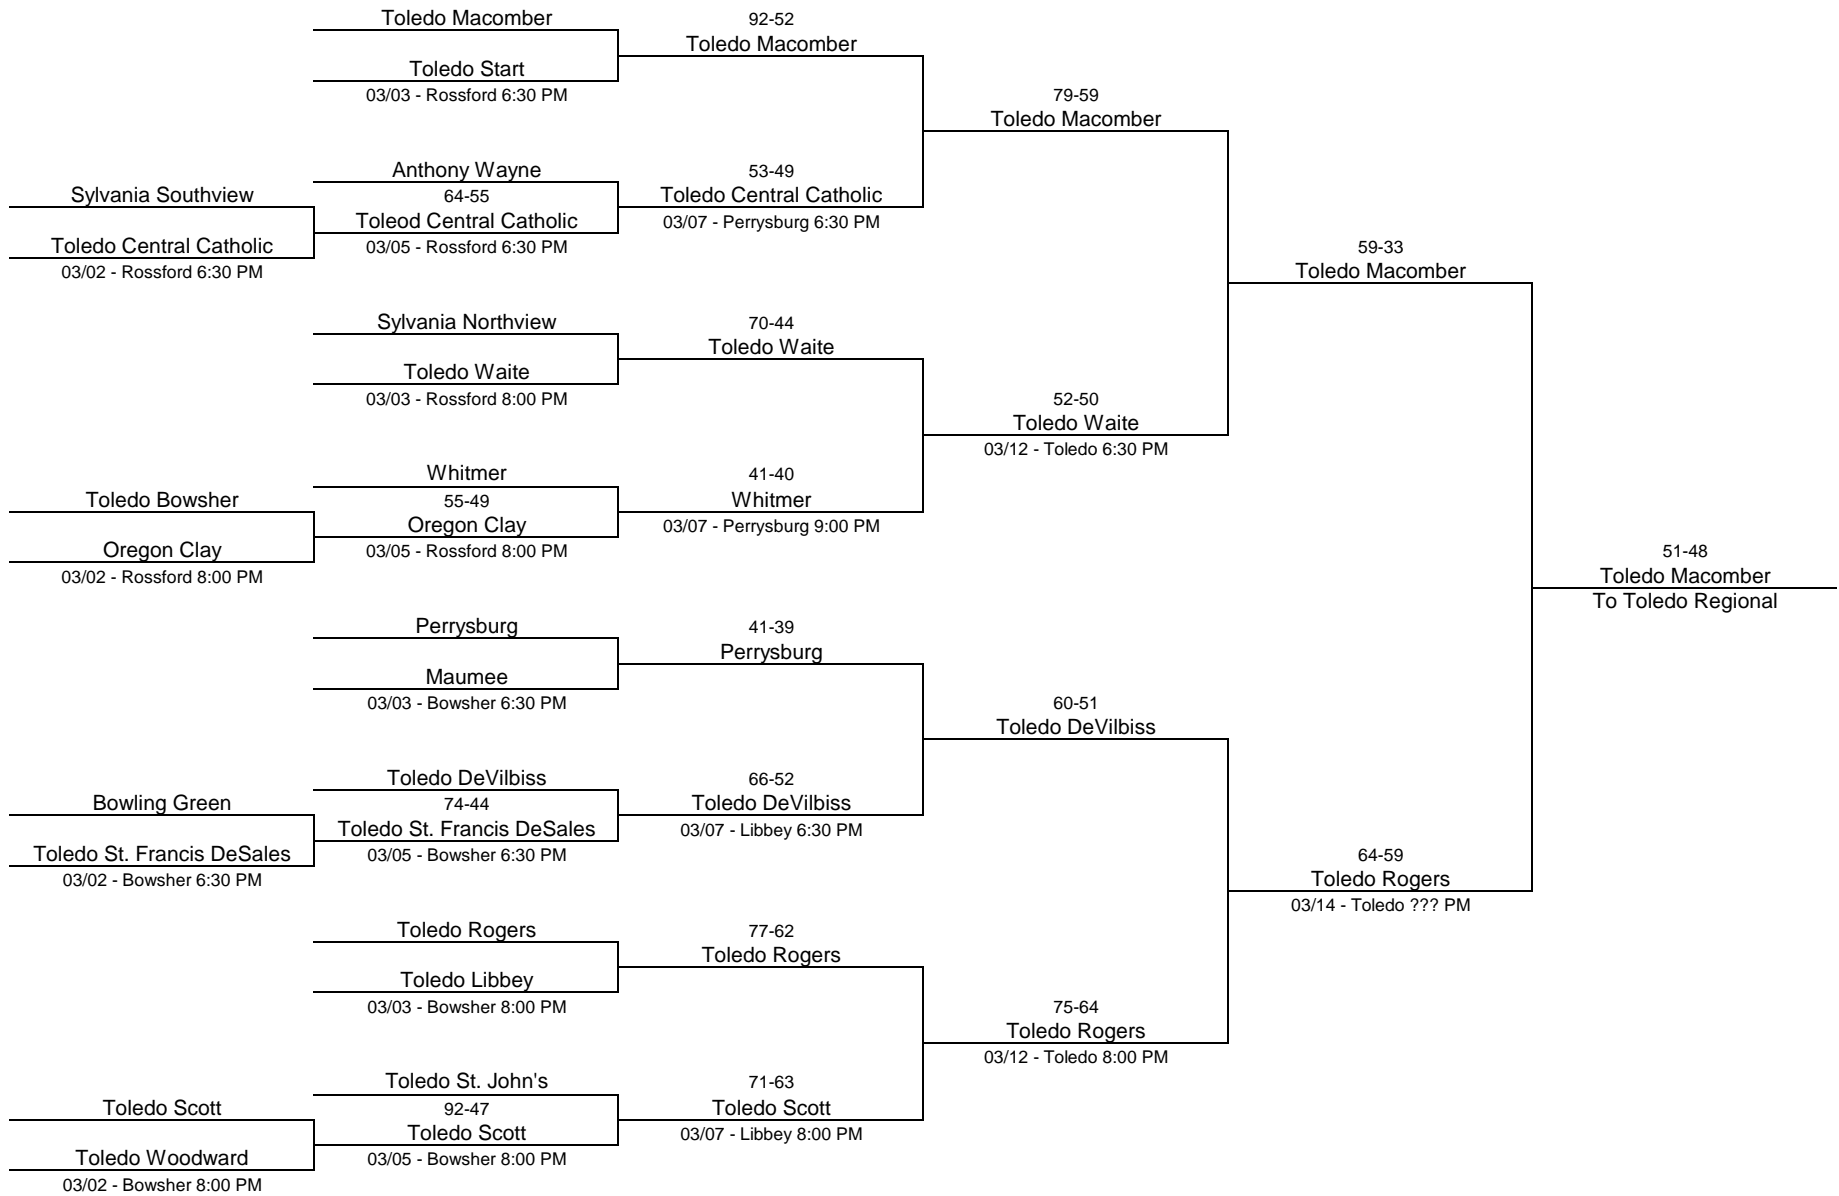 Toledo Macomber
92-52
Toledo Macomber
Toledo Start
03/03 - Rossford 6:30 PM
79-59
Toledo Macomber
Anthony Wayne
53-49
Sylvania Southview
64-55
Toledo Central Catholic
Toleod Central Catholic
03/07 - Perrysburg 6:30 PM
Toledo Central Catholic
03/05 - Rossford 6:30 PM
59-33
03/02 - Rossford 6:30 PM
Toledo Macomber
Sylvania Northview
70-44
Toledo Waite
Toledo Waite
03/03 - Rossford 8:00 PM
52-50
Toledo Waite
03/12 - Toledo 6:30 PM
Whitmer
41-40
Toledo Bowsher
55-49
Whitmer
Oregon Clay
03/07 - Perrysburg 9:00 PM
Oregon Clay
03/05 - Rossford 8:00 PM
51-48
03/02 - Rossford 8:00 PM
Toledo Macomber
To Toledo Regional
Perrysburg
41-39
Perrysburg
Maumee
03/03 - Bowsher 6:30 PM
60-51
Toledo DeVilbiss
Toledo DeVilbiss
66-52
Bowling Green
74-44
Toledo DeVilbiss
Toledo St. Francis DeSales
03/07 - Libbey 6:30 PM
Toledo St. Francis DeSales
03/05 - Bowsher 6:30 PM
64-59
03/02 - Bowsher 6:30 PM
Toledo Rogers
03/14 - Toledo ??? PM
Toledo Rogers
77-62
Toledo Rogers
Toledo Libbey
03/03 - Bowsher 8:00 PM
75-64
Toledo Rogers
03/12 - Toledo 8:00 PM
Toledo St. John's
71-63
Toledo Scott
92-47
Toledo Scott
Toledo Scott
03/07 - Libbey 8:00 PM
Toledo Woodward
03/05 - Bowsher 8:00 PM
03/02 - Bowsher 8:00 PM